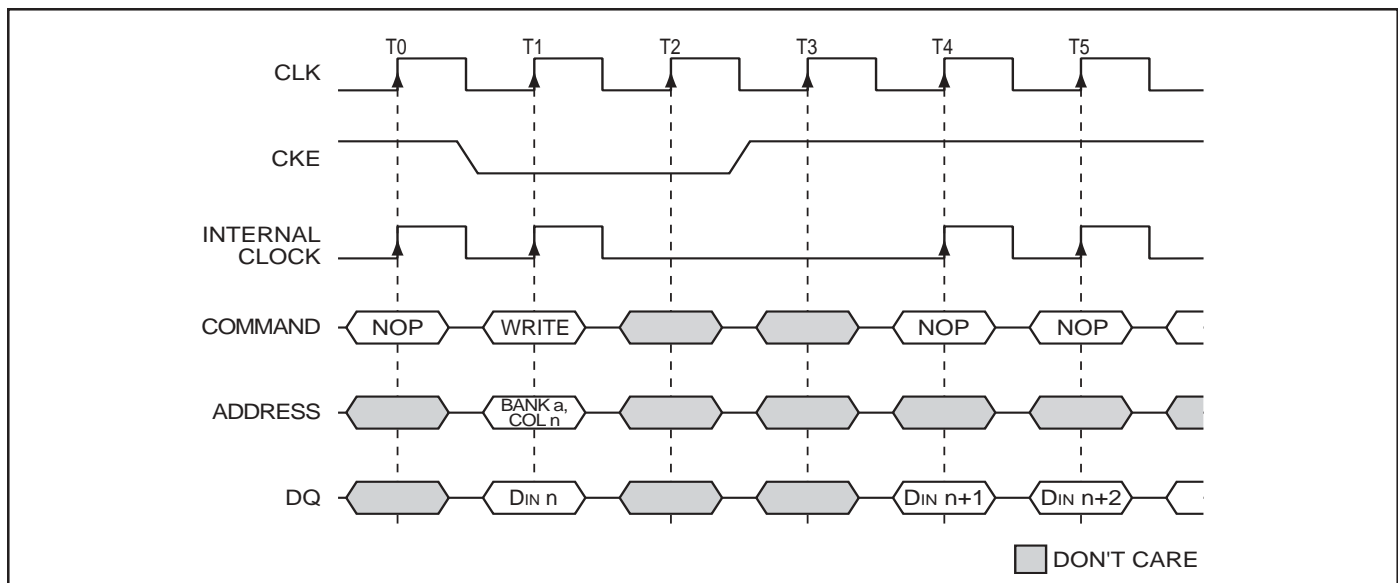 T0 T1 T2 T3 T4 T5
CLK
CKE
INTERNAL
CLOCK
COMMAND NOP WRITE NOP NOP
ADDRESS BANK a,
COL n
DQ DIN n DIN n+1 DIN n+2
DON'T CARE